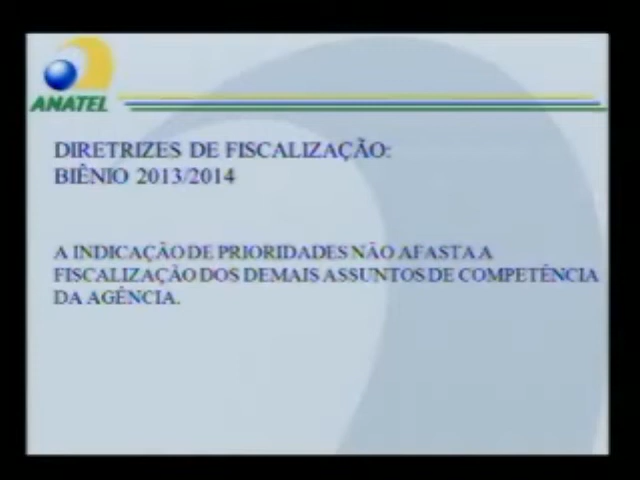 ANATEL
DIRETRIZES DE FISCALIZAÇÃO:
BIÊNIO 2013/2014
A INDICAÇÃO DE PRIORIDADES NÃO AFASTA A
FISCALIZAÇÃO DOS DEMAIS ASSUNTOS DE COMPETÊNCIA
DA AGÊNCIA.